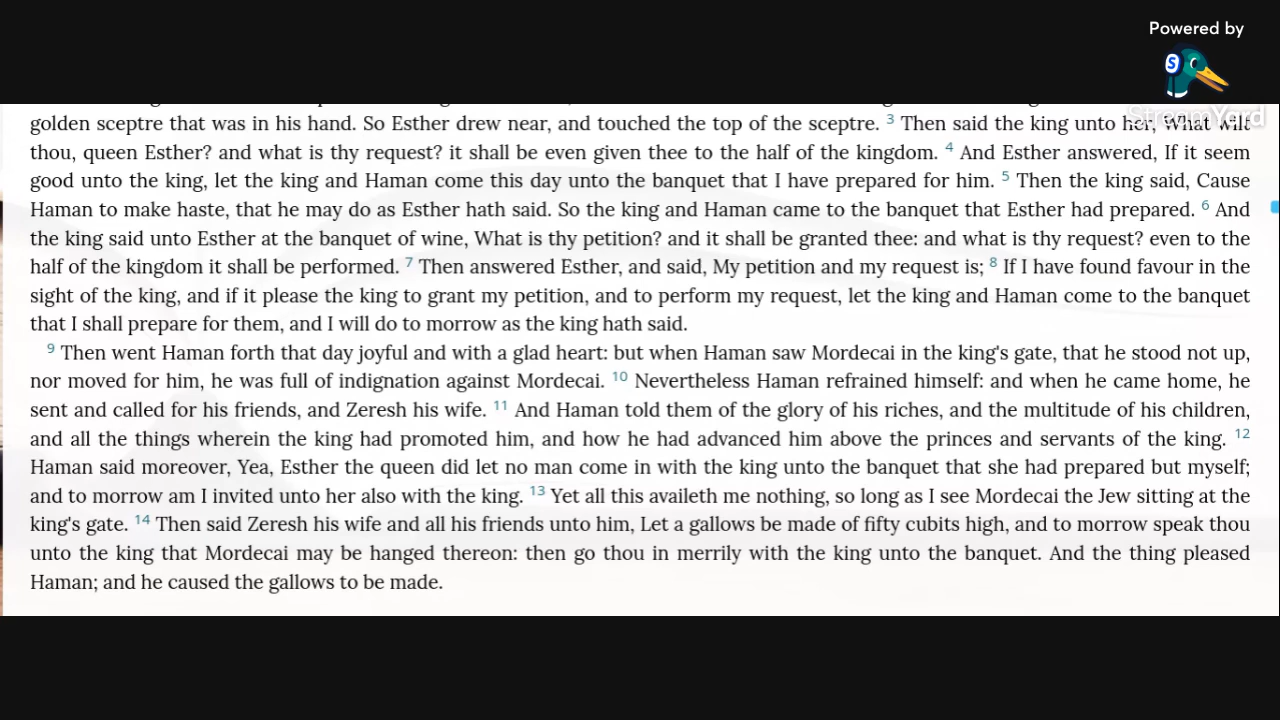 Powered by
StreamYard
golden sceptre that was in his hand. So Esther drew near, and touched the top of the sceptre. 3 Then said the king unto her, What wilt
thou, queen Esther? and what is thy request? it shall be even given thee to the half of the kingdom. 4 And Esther answered, If it seem
good unto the king, let the king and Haman come this day unto the banquet that I have prepared for him. 5 Then the king said, Cause
Haman to make haste, that he may do as Esther hath said. So the king and Haman came to the banquet that Esther had prepared. 6 And
the king said unto Esther at the banquet of wine, What is thy petition? and it shall be granted thee: and what is thy request? even to the
half of the kingdom it shall be performed. 7 Then answered Esther, and said, My petition and my request is; 8 If I have found favour in the
sight of the king, and if it please the king to grant my petition, and to perform my request, let the king and Haman come to the banquet
that I shall prepare for them, and I will do to morrow as the king hath said.
9 Then went Haman forth that day joyful and with a glad heart: but when Haman saw Mordecai in the king's gate, that he stood not up,
nor moved for him, he was full of indignation against Mordecai. 10 Nevertheless Haman refrained himself: and when he came home, he
sent and called for his friends, and Zeresh his wife. 11 And Haman told them of the glory of his riches, and the multitude of his children,
and all the things wherein the king had promoted him, and how he had advanced him above the princes and servants of the king. 12
Haman said moreover, Yea, Esther the queen did let no man come in with the king unto the banquet that she had prepared but myself;
and to morrow am I invited unto her also with the king. 13 Yet all this availeth me nothing, so long as I see Mordecai the Jew sitting at the
king's gate. 14 Then said Zeresh his wife and all his friends unto him, Let a gallows be made of fifty cubits high, and to morrow speak thou
unto the king that Mordecai may be hanged thereon: then go thou in merrily with the king unto the banquet. And the thing pleased
Haman; and he caused the gallows to be made.